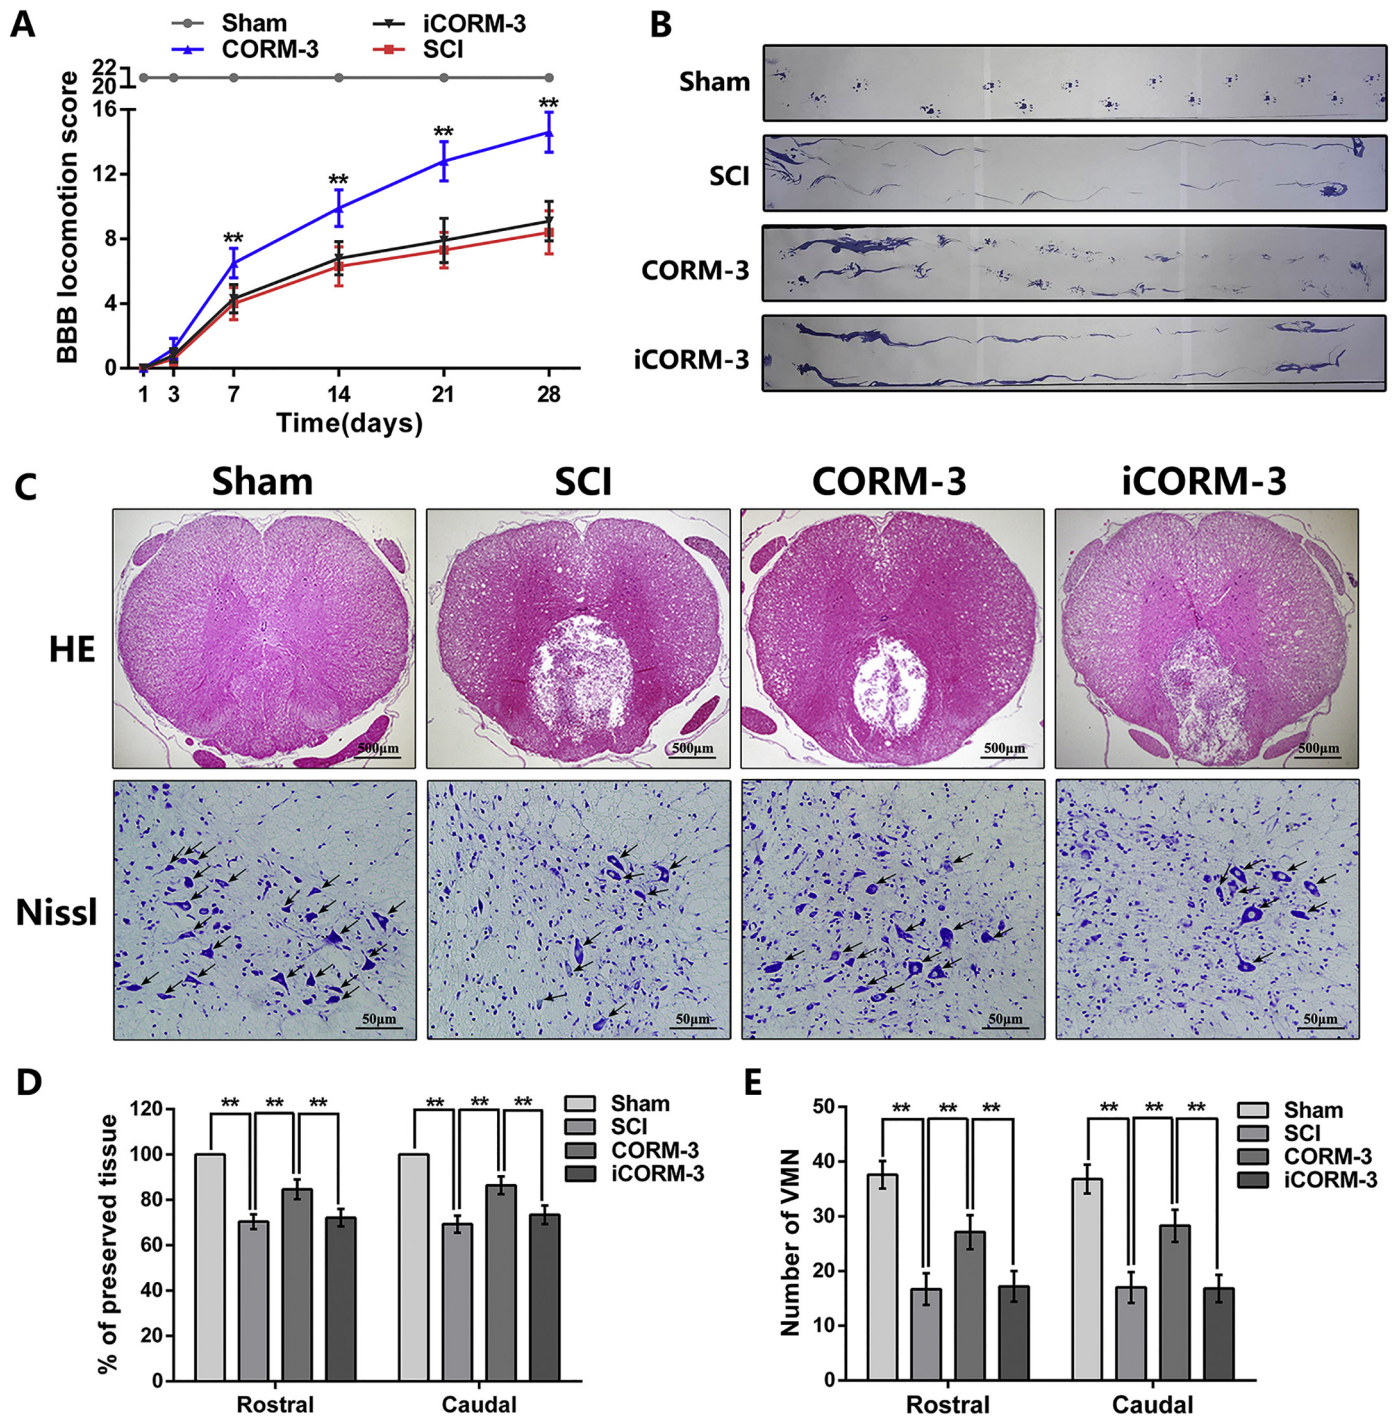 A
Sham
iCORM-3
CORM-3
SCI
BBB locomotion score
22
20
16
12
8
4
0
**
**
**
**
1 3 7 14 21 28
Time(days)
B
Sham
SCI
CORM-3
iCORM-3
C
Sham SCI CORM-3 iCORM-3
HE
500μm 500μm 500μm 500μm
Nissl
50μm 50μm 50μm 50μm
D
% of preserved tissue
120
100
80
60
40
20
0
** ** ** ** ** **
Sham
SCI
CORM-3
iCORM-3
Rostral Caudal
E
Number of VMN
50
40
30
20
10
0
** ** ** ** ** **
Sham
SCI
CORM-3
iCORM-3
Rostral Caudal